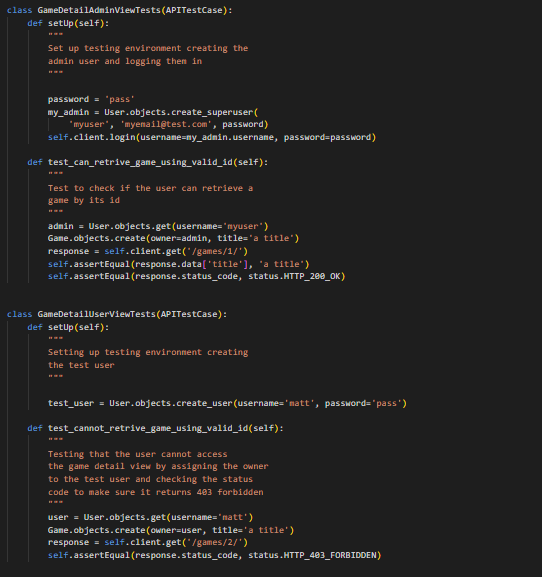 class GameDetailAdminViewTests(APITestCase):
    def setUp(self):
        """
        Set up testing environment creating the
        admin user and logging them in
        """

        password = 'pass'
        my_admin = User.objects.create_superuser(
            'myuser', 'myemail@test.com', password)
        self.client.login(username=my_admin.username, password=password)

    def test_can_retrive_game_using_valid_id(self):
        """
        Test to check if the user can retrieve a
        game by its id
        """
        admin = User.objects.get(username='myuser')
        Game.objects.create(owner=admin, title='a title')
        response = self.client.get('/games/1/')
        self.assertEqual(response.data['title'], 'a title')
        self.assertEqual(response.status_code, status.HTTP_200_OK)


class GameDetailUserViewTests(APITestCase):
    def setUp(self):
        """
        Setting up testing environment creating
        the test user
        """

        test_user = User.objects.create_user(username='matt', password='pass')

    def test_cannot_retrive_game_using_valid_id(self):
        """
        Testing that the user cannot access
        the game detail view by assigning the owner
        to the test user and checking the status
        code to make sure it returns 403 forbidden
        """
        user = User.objects.get(username='matt')
        Game.objects.create(owner=user, title='a title')
        response = self.client.get('/games/2/')
        self.assertEqual(response.status_code, status.HTTP_403_FORBIDDEN)